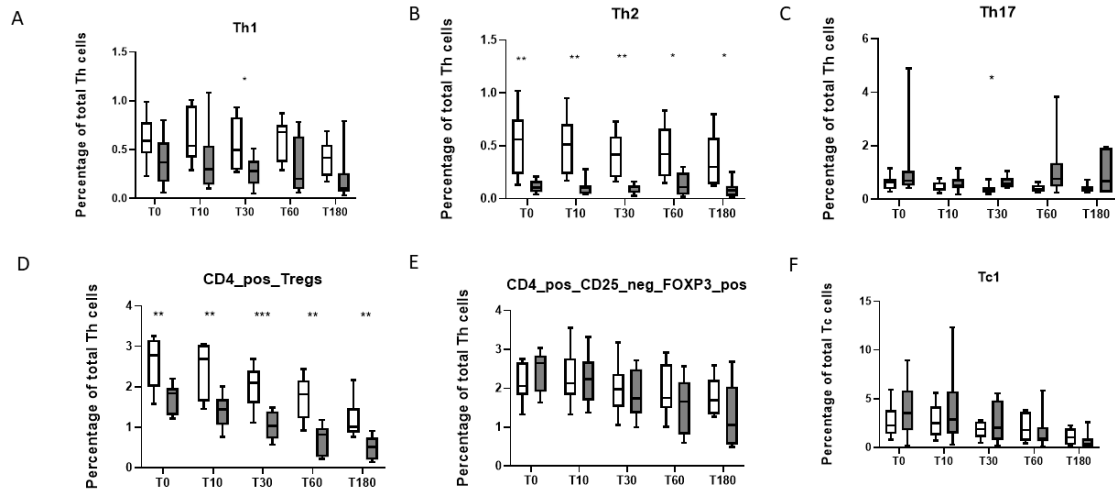 A
Th1
Percentage of total Th cells
1.5
1.0
0.5
0.0
*
T0 T10 T30 T60 T180
B
Th2
Percentage of total Th cells
1.5
1.0
0.5
0.0
** ** ** * *
T0 T10 T30 T60 T180
C
Th17
Percentage of total Th cells
6
4
2
0
*
T0 T10 T30 T60 T180
D
CD4_pos_Tregs
Percentage of total Th cells
4
3
2
1
0
** ** *** ** **
T0 T10 T30 T60 T180
E
CD4_pos_CD25_neg_FOXP3_pos
Percentage of total Th cells
4
3
2
1
0
T0 T10 T30 T60 T180
F
Tc1
Percentage of total Tc cells
15
10
5
0
T0 T10 T30 T60 T180